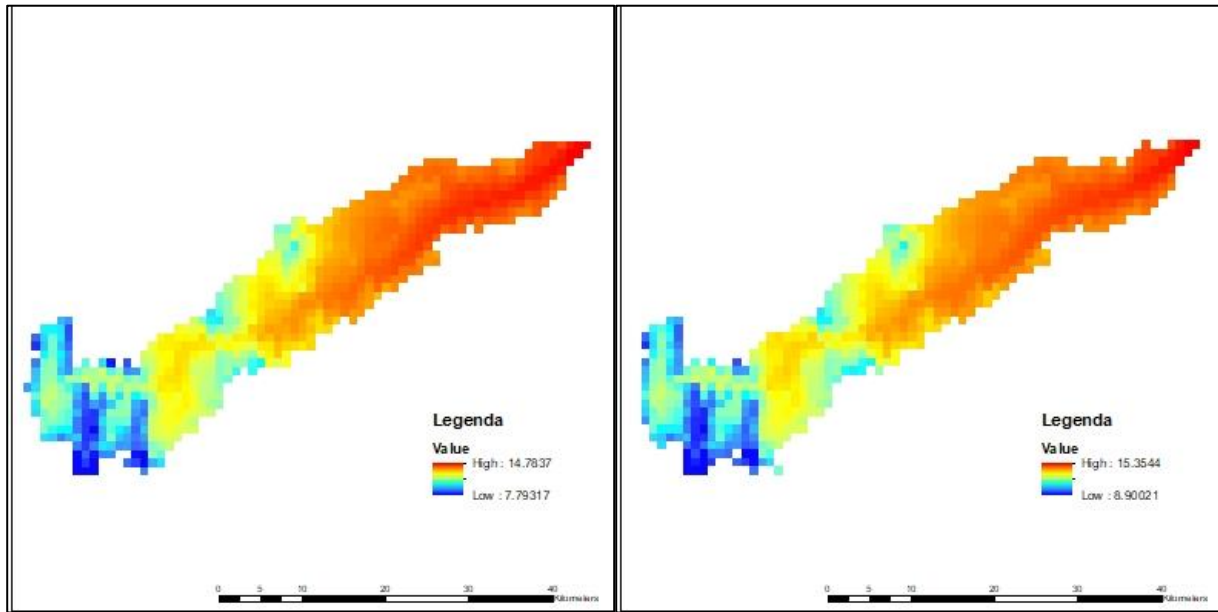 Legenda
Value
High : 14.7837
Low : 7.79317
0 5 10 20 30 40
Kilometers
Legenda
Value
High : 15.3544
Low : 8.90021
0 5 10 20 30 40
Kilometers